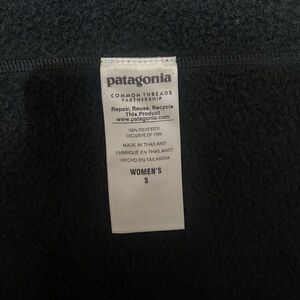 patagonia
COMMON THREADS
PARTNERSHIP
Repair, Reuse, Recycle
This Product
www.patagonia.com
100% POLYESTER
EXCLUSIVE OF TRIM
MADE IN THAILAND
FABRIQUÉ EN THAÏLANDE
HECHO EN TAILANDIA
WOMEN'S
S